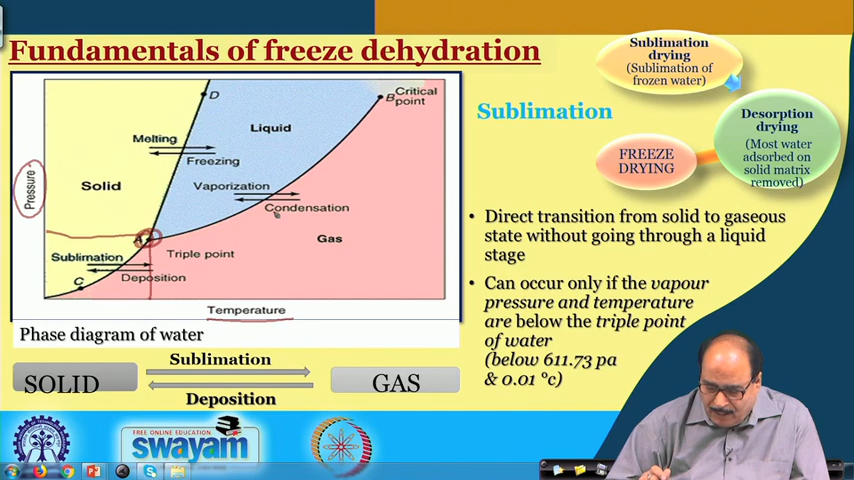 Fundamentals of freeze dehydration
Pressure
D
B
Critical
point
Liquid
Melting
Freezing
Solid
Vaporization
Condensation
Gas
A
Triple point
Sublimation
Deposition
C
Temperature
Phase diagram of water
Sublimation
SOLID
GAS
Deposition
Sublimation
drying
(Sublimation of
frozen water)
Desorption
drying
(Most water
adsorbed on
solid matrix
removed)
FREEZE
DRYING
Sublimation
• Direct transition from solid to gaseous
state without going through a liquid
stage
• Can occur only if the vapour
pressure and temperature
are below the triple point
of water
(below 611.73 pa
& 0.01 °c)
FREE ONLINE EDUCATION
swayam